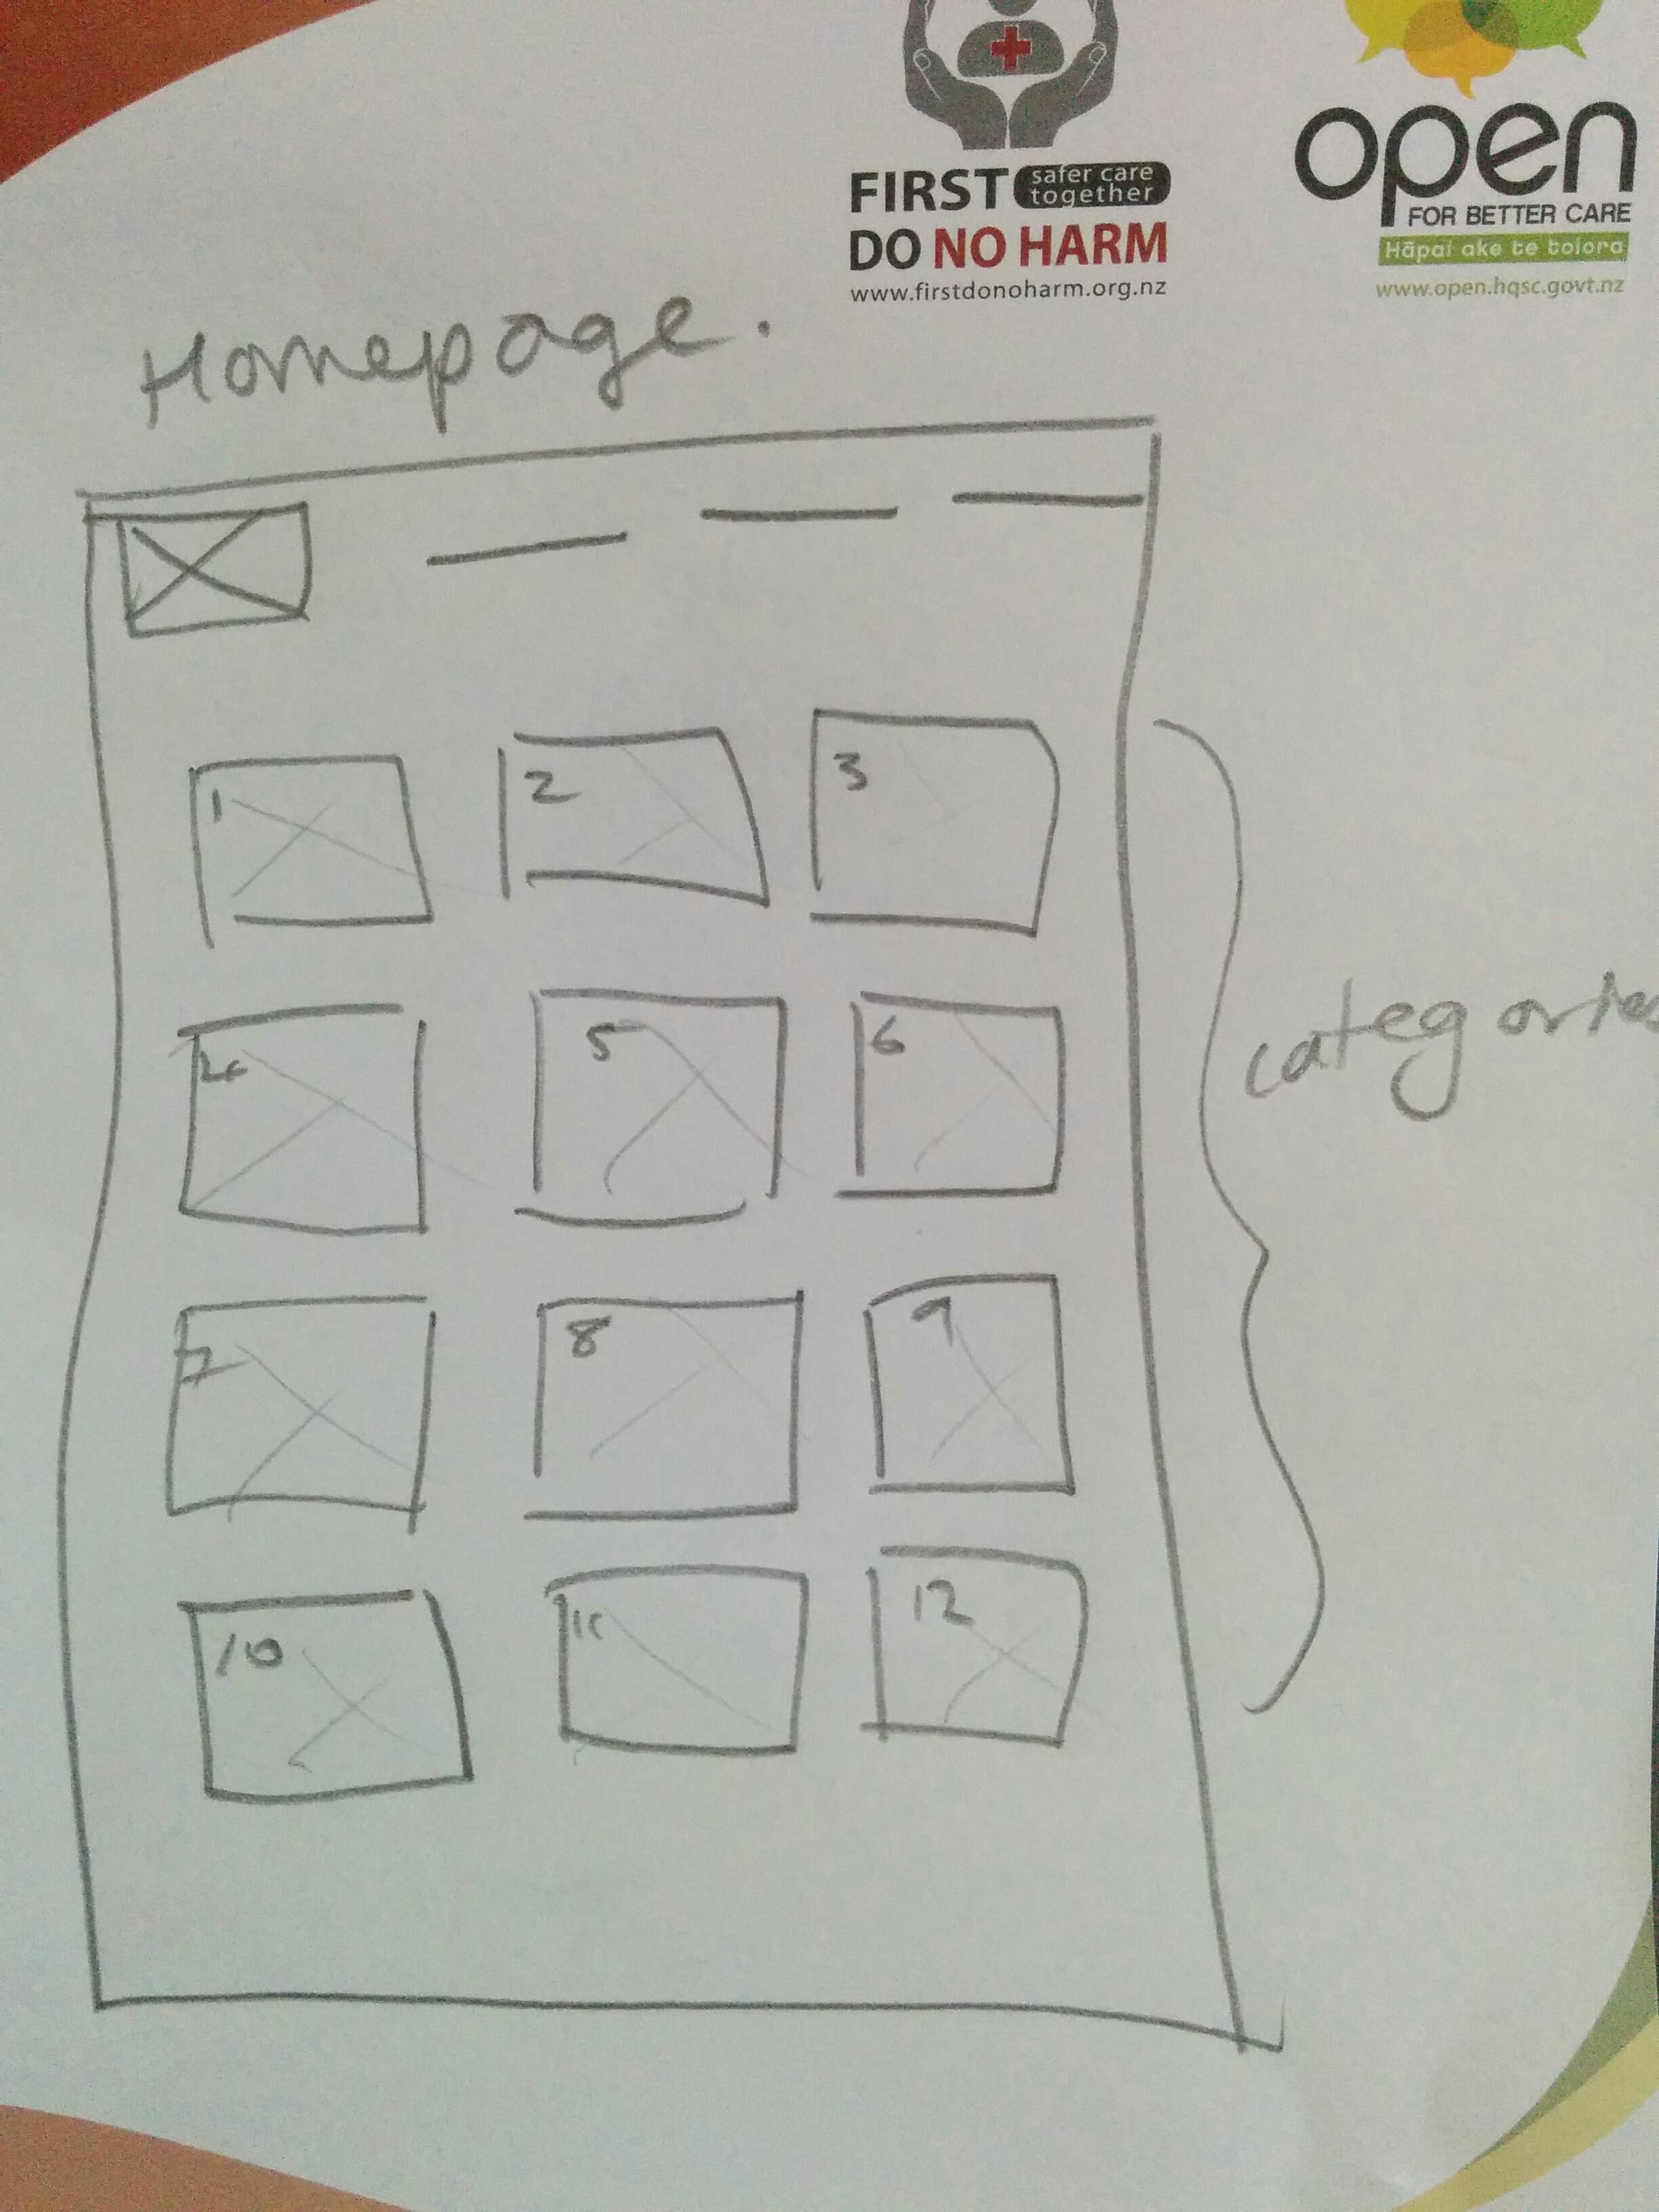 FIRST safer care together
DO NO HARM
www.firstdonoharm.org.nz
open
FOR BETTER CARE
Hāpai ake te toiora
www.open.hqsc.govt.nz
Homepage.
1 2 3
4 5 6
categories
7 8 9
10 11 12